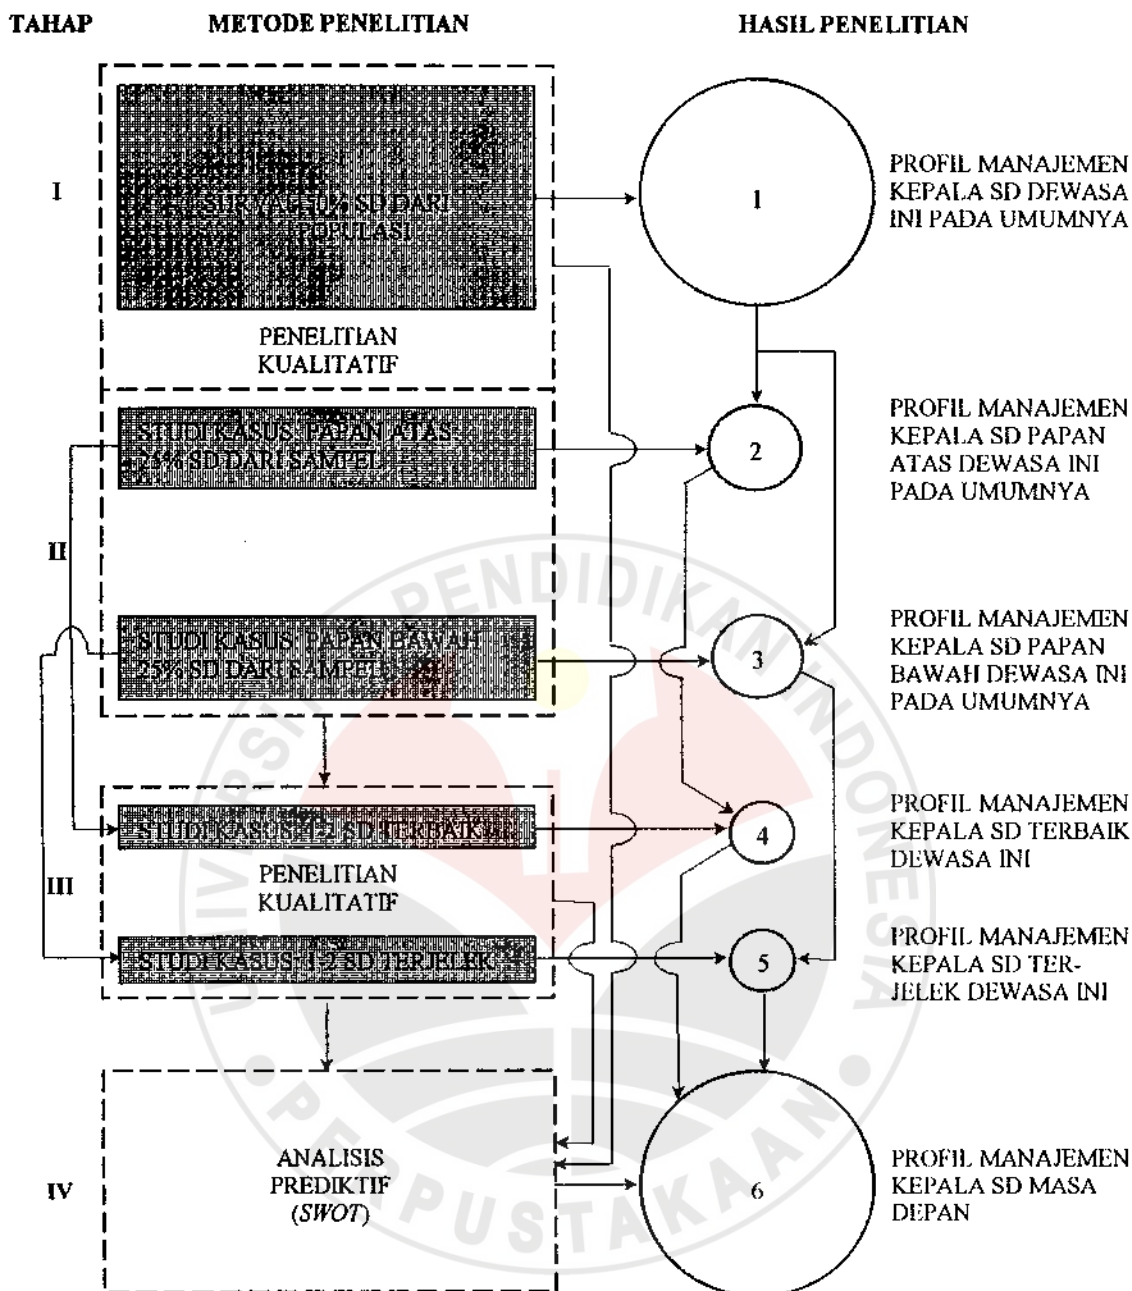 TAHAP METODE PENELITIAN HASIL PENELITIAN
I
SURVAI: 50% SD DARI
POPULASI
PENELITIAN
KUALITATIF
1
PROFIL MANAJEMEN
KEPALA SD DEWASA
INI PADA UMUMNYA
II
STUDI KASUS: PAPAN ATAS:
25% SD DARI SAMPEL
2
PROFIL MANAJEMEN
KEPALA SD PAPAN
ATAS DEWASA INI
PADA UMUMNYA
STUDI KASUS: PAPAN BAWAH
25% SD DARI SAMPEL
3
PROFIL MANAJEMEN
KEPALA SD PAPAN
BAWAH DEWASA INI
PADA UMUMNYA
III
STUDI KASUS: 1-2 SD TERBAIK
PENELITIAN
KUALITATIF
4
PROFIL MANAJEMEN
KEPALA SD TERBAIK
DEWASA INI
STUDI KASUS: 1-2 SD TERJELEK
5
PROFIL MANAJEMEN
KEPALA SD TER-
JELEK DEWASA INI
IV
ANALISIS
PREDIKTIF
(SWOT)
6
PROFIL MANAJEMEN
KEPALA SD MASA
DEPAN
UNIVERSITAS PENDIDIKAN INDONESIA
PERPUSTAKAAN